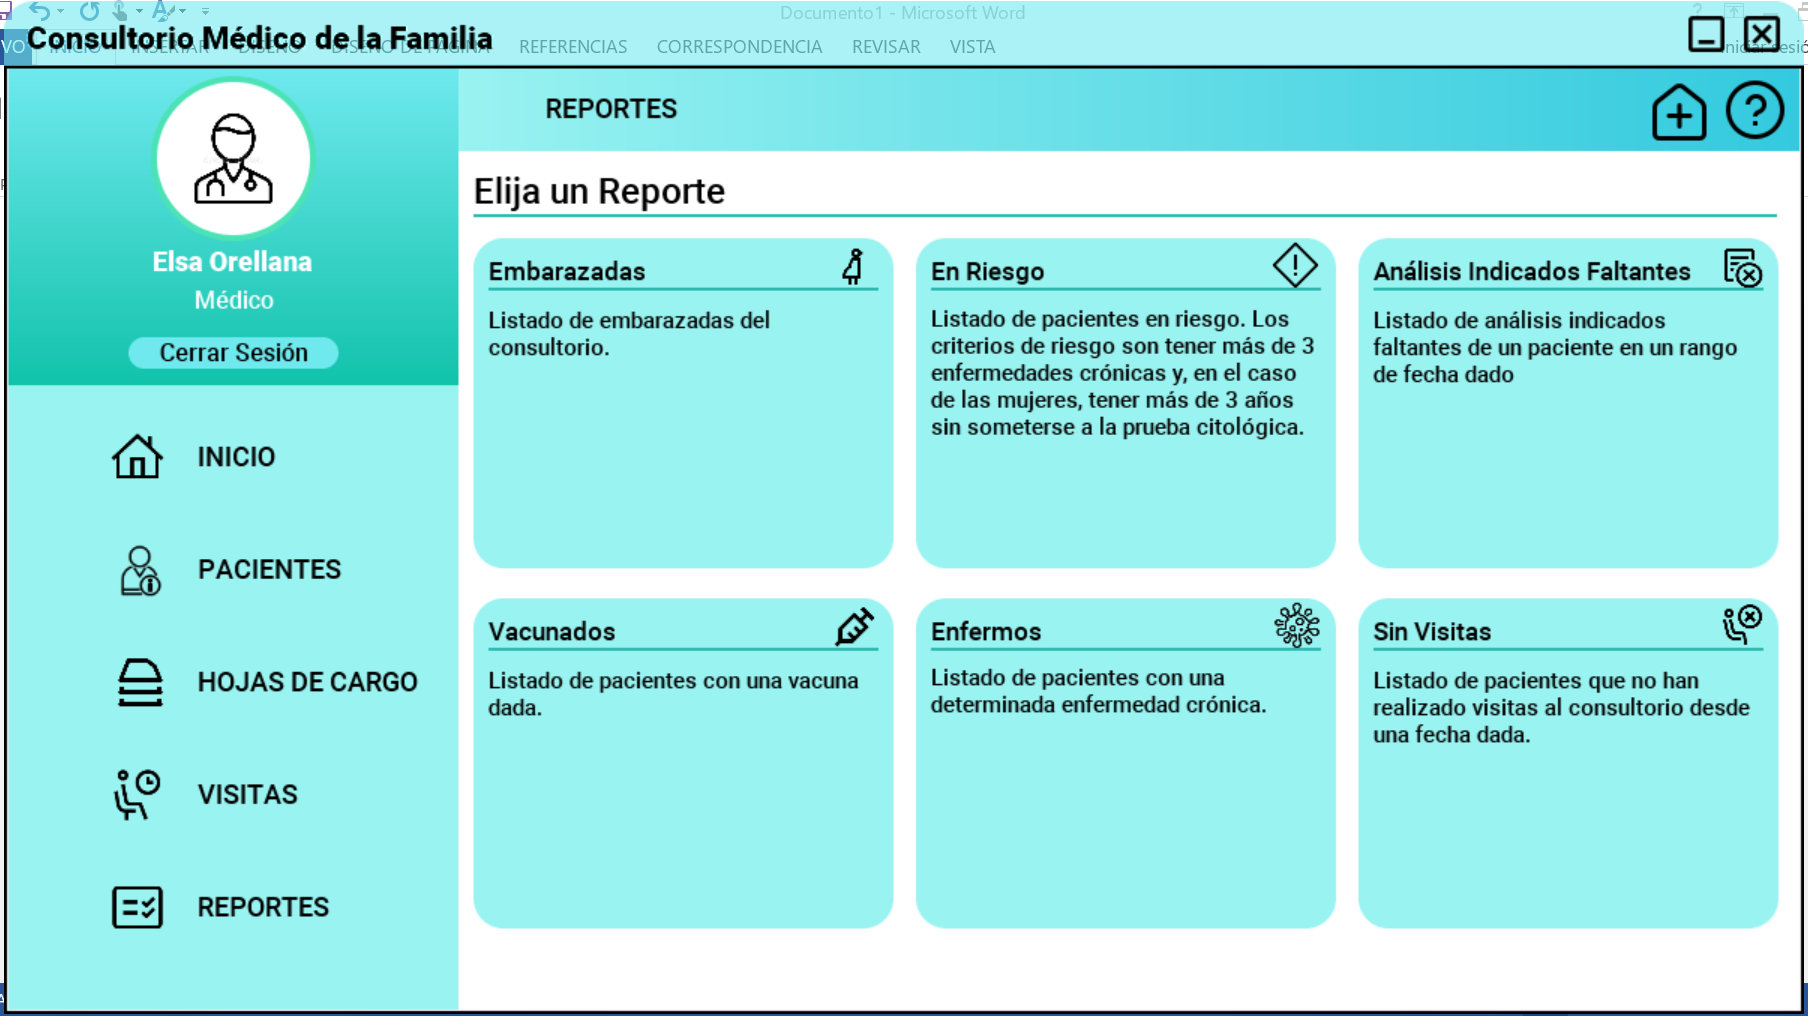 Documento1 - Microsoft Word
Consultorio Médico de la Familia
INICIO INSERTAR DISEÑO DISEÑO DE PÁGINA REFERENCIAS CORRESPONDENCIA REVISAR VISTA
REPORTES
Elsa Orellana
Médico
Cerrar Sesión
INICIO
PACIENTES
HOJAS DE CARGO
VISITAS
REPORTES
Elija un Reporte
Embarazadas
Listado de embarazadas del
consultorio.
En Riesgo
Listado de pacientes en riesgo. Los
criterios de riesgo son tener más de 3
enfermedades crónicas y, en el caso
de las mujeres, tener más de 3 años
sin someterse a la prueba citológica.
Análisis Indicados Faltantes
Listado de análisis indicados
faltantes de un paciente en un rango
de fecha dado
Vacunados
Listado de pacientes con una vacuna
dada.
Enfermos
Listado de pacientes con una
determinada enfermedad crónica.
Sin Visitas
Listado de pacientes que no han
realizado visitas al consultorio desde
una fecha dada.